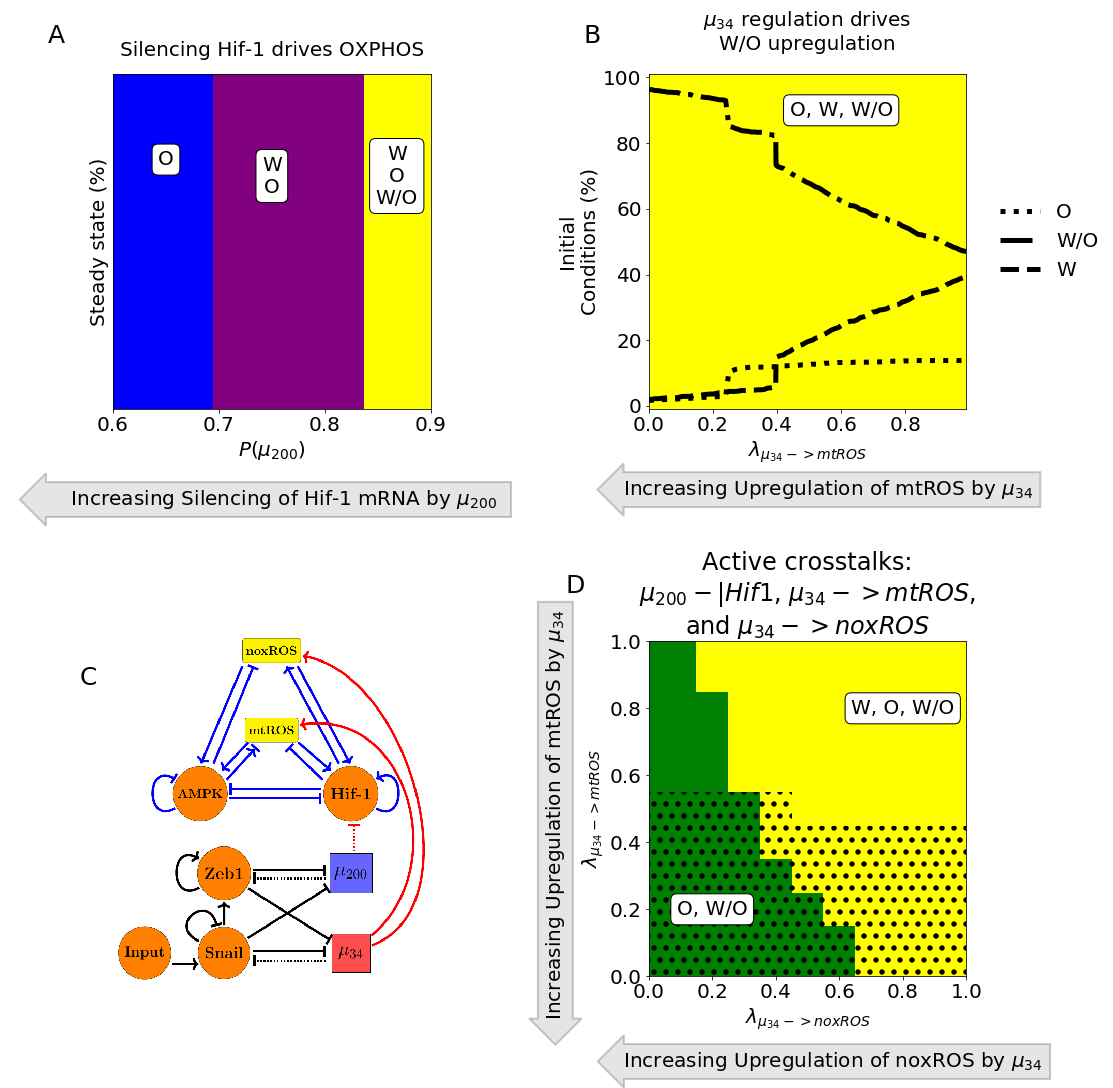 A
Silencing Hif-1 drives OXPHOS
Steady state (%)
O
W
O
W
O
W/O
0.6 0.7 0.8 0.9
P(μ200)
Increasing Silencing of Hif-1 mRNA by μ200
B
μ34 regulation drives
W/O upregulation
Initial
Conditions (%)
100
80
60
40
20
0
O, W, W/O
0.0 0.2 0.4 0.6 0.8
λμ34−>mtROS
O
W/O
W
Increasing Upregulation of mtROS by μ34
C
noxROS
mtROS
AMPK
Hif-1
Zeb1
μ200
Input
Snail
μ34
D
Active crosstalks:
μ200 − |Hif1, μ34 − > mtROS,
and μ34 − > noxROS
Increasing Upregulation of mtROS by μ34
λμ34−>mtROS
1.0
0.8
0.6
0.4
0.2
0.0
W, O, W/O
O, W/O
0.0 0.2 0.4 0.6 0.8 1.0
λμ34−>noxROS
Increasing Upregulation of noxROS by μ34